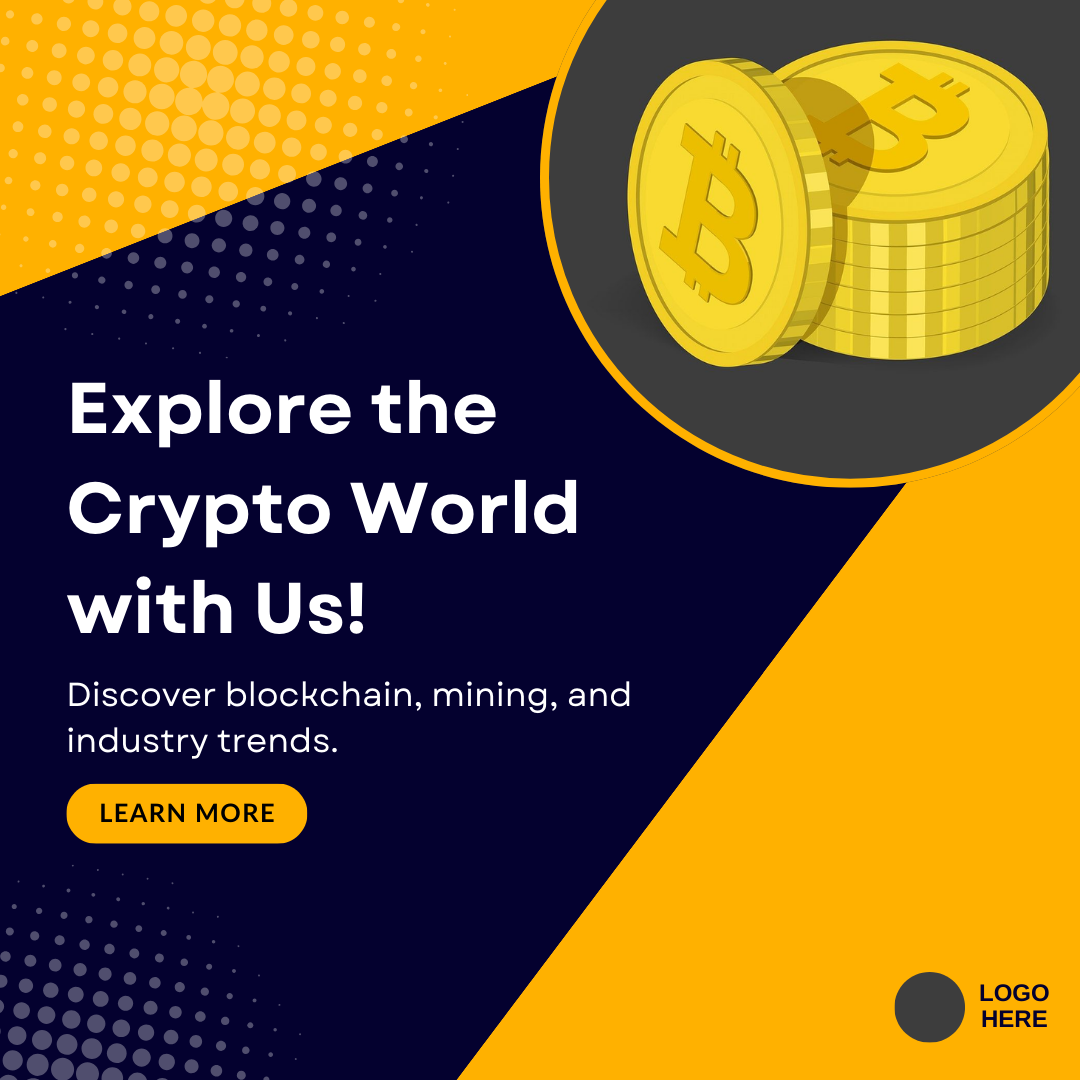 Explore the
Crypto World
with Us!
Discover blockchain, mining, and
industry trends.
LEARN MORE
LOGO
HERE